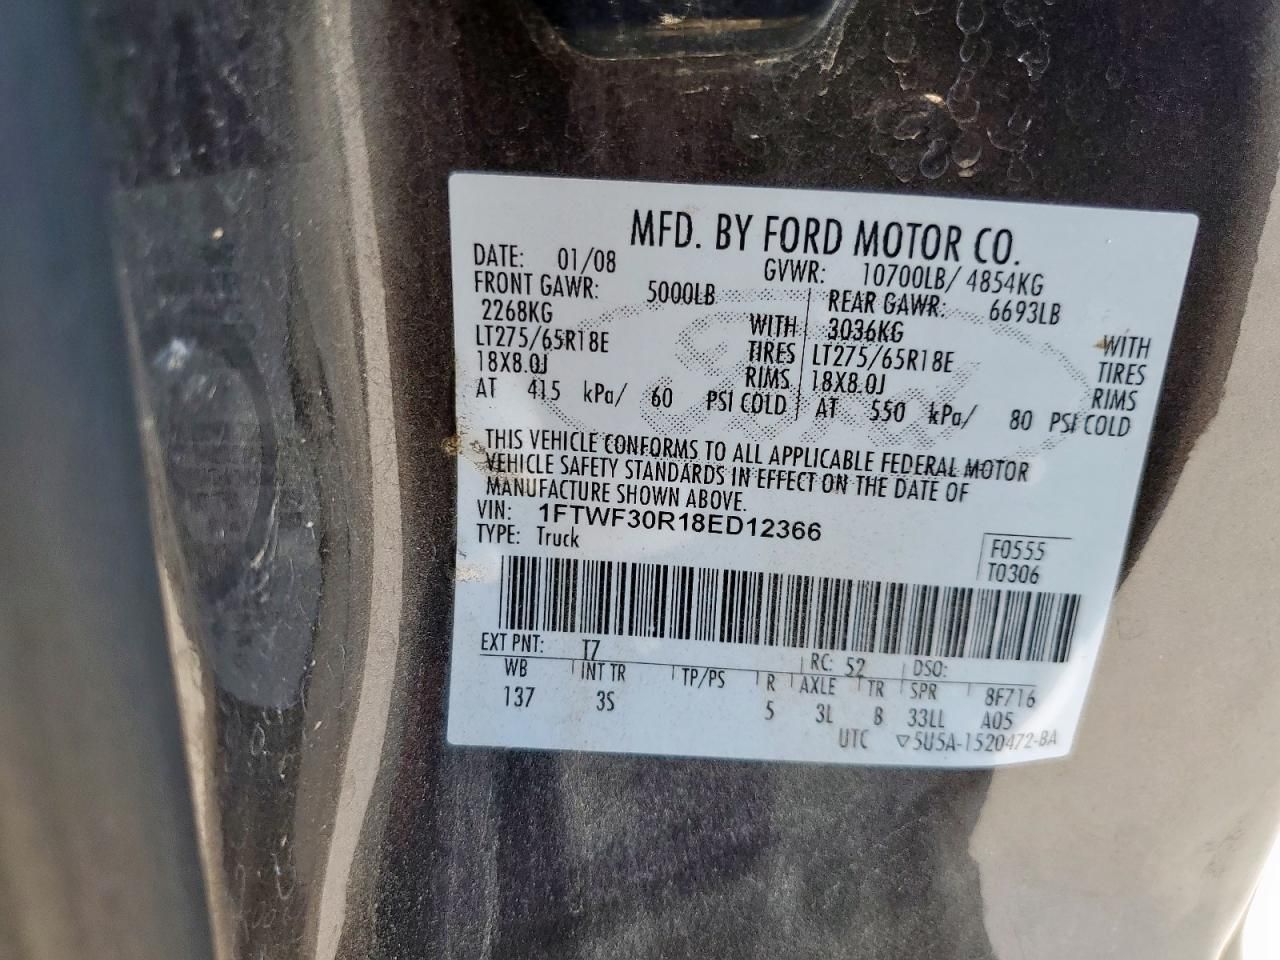 MFD. BY FORD MOTOR CO.
DATE: 01/08 GVWR: 10700LB/ 4854KG
FRONT GAWR: 5000LB REAR GAWR: 6693LB
2268KG WITH 3036KG WITH
LT275/65R18E TIRES LT275/65R18E TIRES
18X8.0J RIMS 18X8.0J RIMS
AT 415 kPa/ 60 PSI COLD AT 550 kPa/ 80 PSI COLD
THIS VEHICLE CONFORMS TO ALL APPLICABLE FEDERAL MOTOR
VEHICLE SAFETY STANDARDS IN EFFECT ON THE DATE OF
MANUFACTURE SHOWN ABOVE.
VIN: 1FTWF30R18ED12366
TYPE: Truck
F0555
T0306
EXT PNT: T7 RC: 52 DSO:
WB INT TR TP/PS R AXLE TR SPR 8F716
137 3S 5 3L B 33LL A05
UTC ▽5U5A-1520472-BA